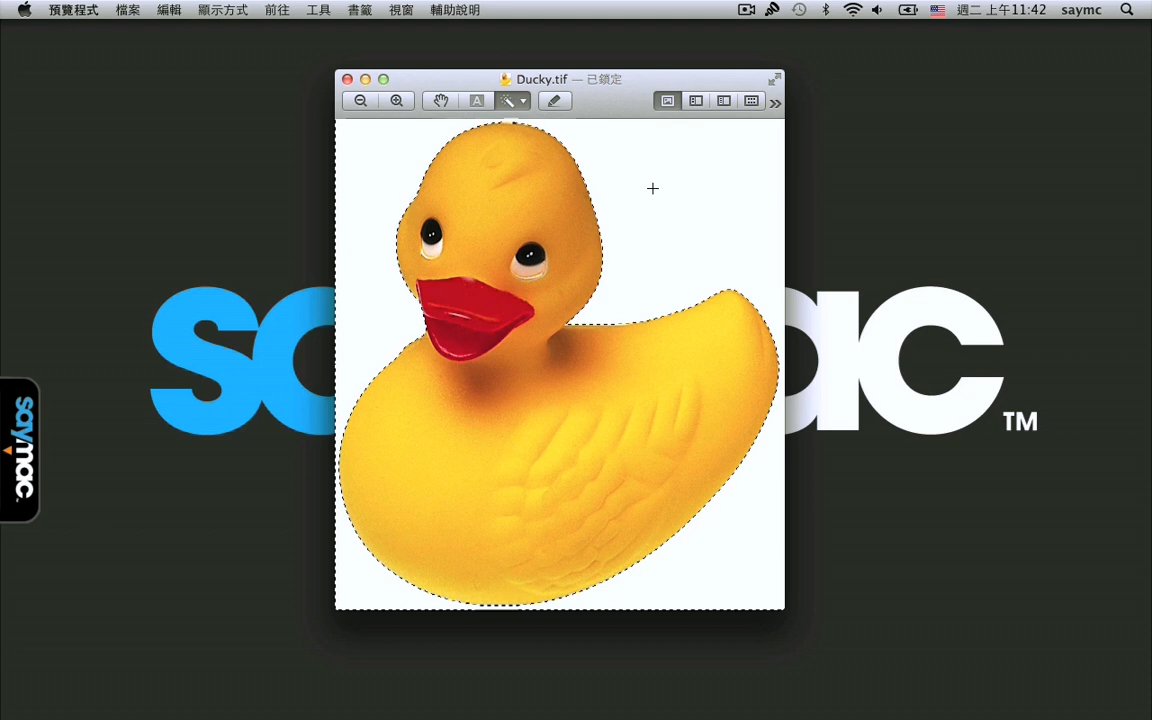 預覽程式 檔案 編輯 顯示方式 前往 工具 書籤 視窗 輔助說明 週二 上午11:42 saymc
Ducky.tif — 已鎖定
A
ac
TM
saymac